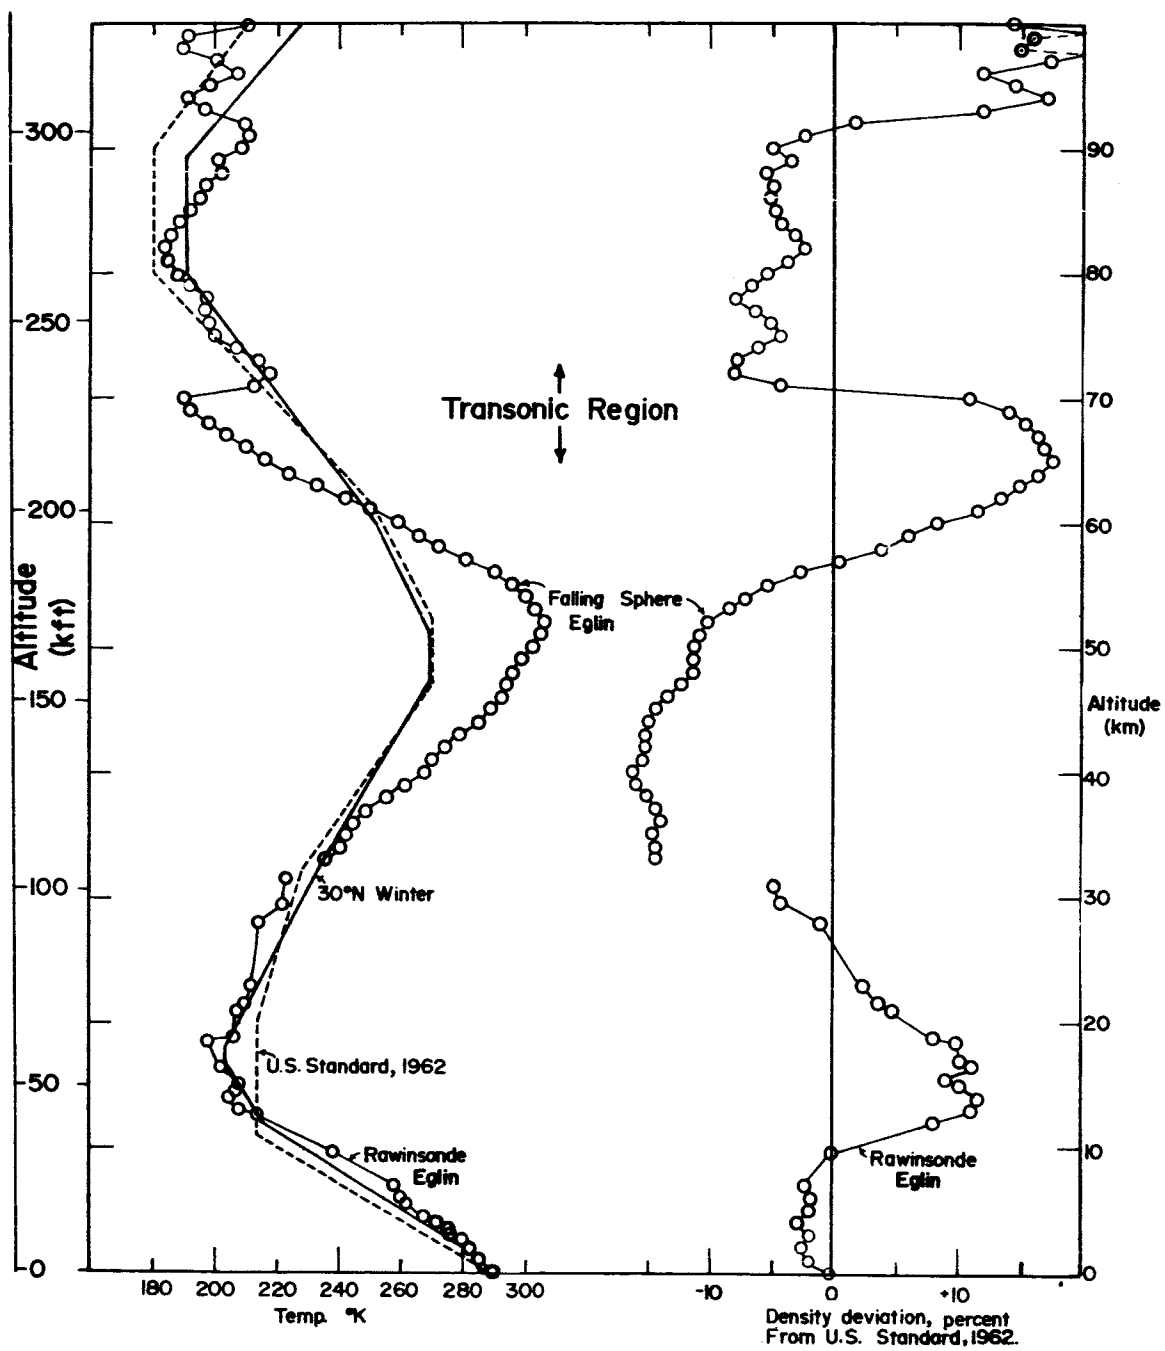 300
250
200
150
100
50
0
Altitude
(kft)
90
80
70
60
50
40
30
20
10
0
Altitude
(km)
Transonic Region
Falling Sphere
Eglin
30°N Winter
U.S. Standard, 1962
Rawinsonde
Eglin
Rawinsonde
Eglin
180 200 220 240 260 280 300
Temp. °K
-10 0 +10
Density deviation, percent
From U.S. Standard, 1962.